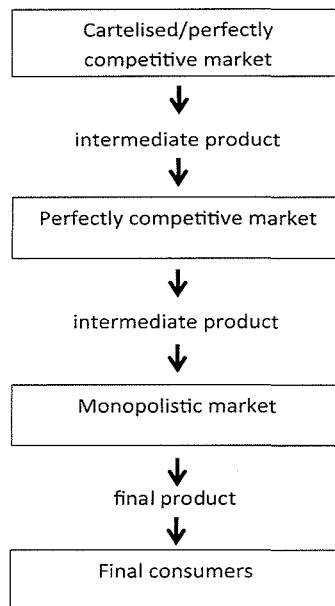 Cartelised/perfectly
competitive market
intermediate product
Perfectly competitive market
intermediate product
Monopolistic market
final product
Final consumers